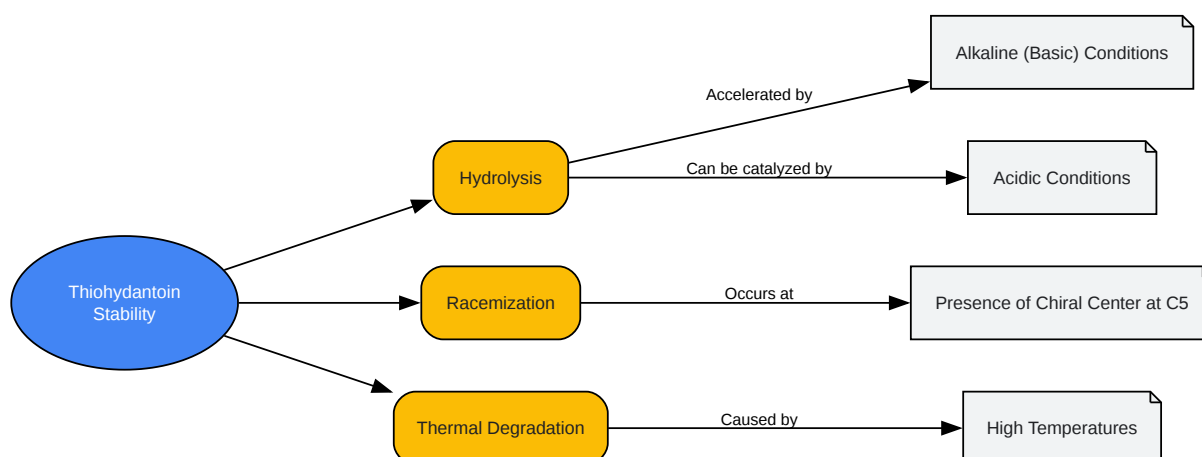 Alkaline (Basic) Conditions
Accelerated by
Hydrolysis
Can be catalyzed by
Acidic Conditions
Thiohydantoin
Stability
Racemization
Occurs at
Presence of Chiral Center at C5
Thermal Degradation
Caused by
High Temperatures